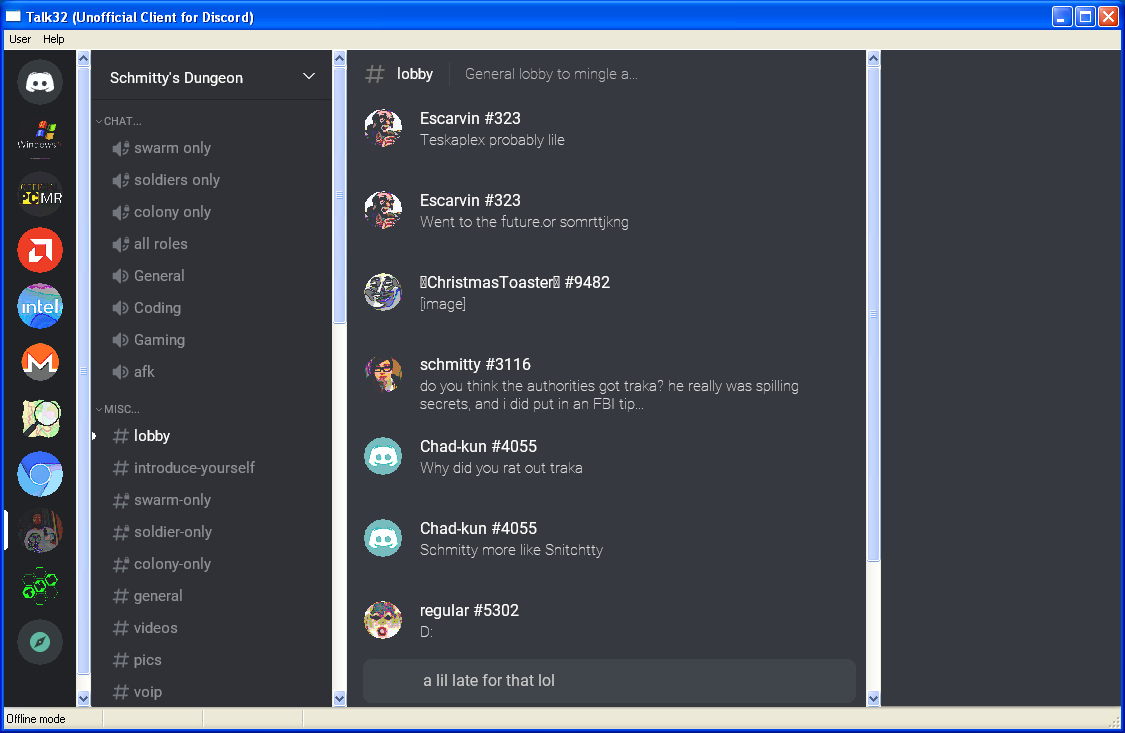 Talk32 (Unofficial Client for Discord)
User Help
Windows
PCMR
intel
Schmitty's Dungeon
CHAT...
swarm only
soldiers only
colony only
all roles
General
Coding
Gaming
afk
MISC...
lobby
introduce-yourself
swarm-only
soldier-only
colony-only
general
videos
pics
voip
# lobby General lobby to mingle a...
Escarvin #323
Teskaplex probably lile
Escarvin #323
Went to the future.or somrttjkng
▯ChristmasToaster▯ #9482
[image]
schmitty #3116
do you think the authorities got traka? he really was spilling
secrets, and i did put in an FBI tip...
Chad-kun #4055
Why did you rat out traka
Chad-kun #4055
Schmitty more like Snitchtty
regular #5302
D:
a lil late for that lol
Offline mode